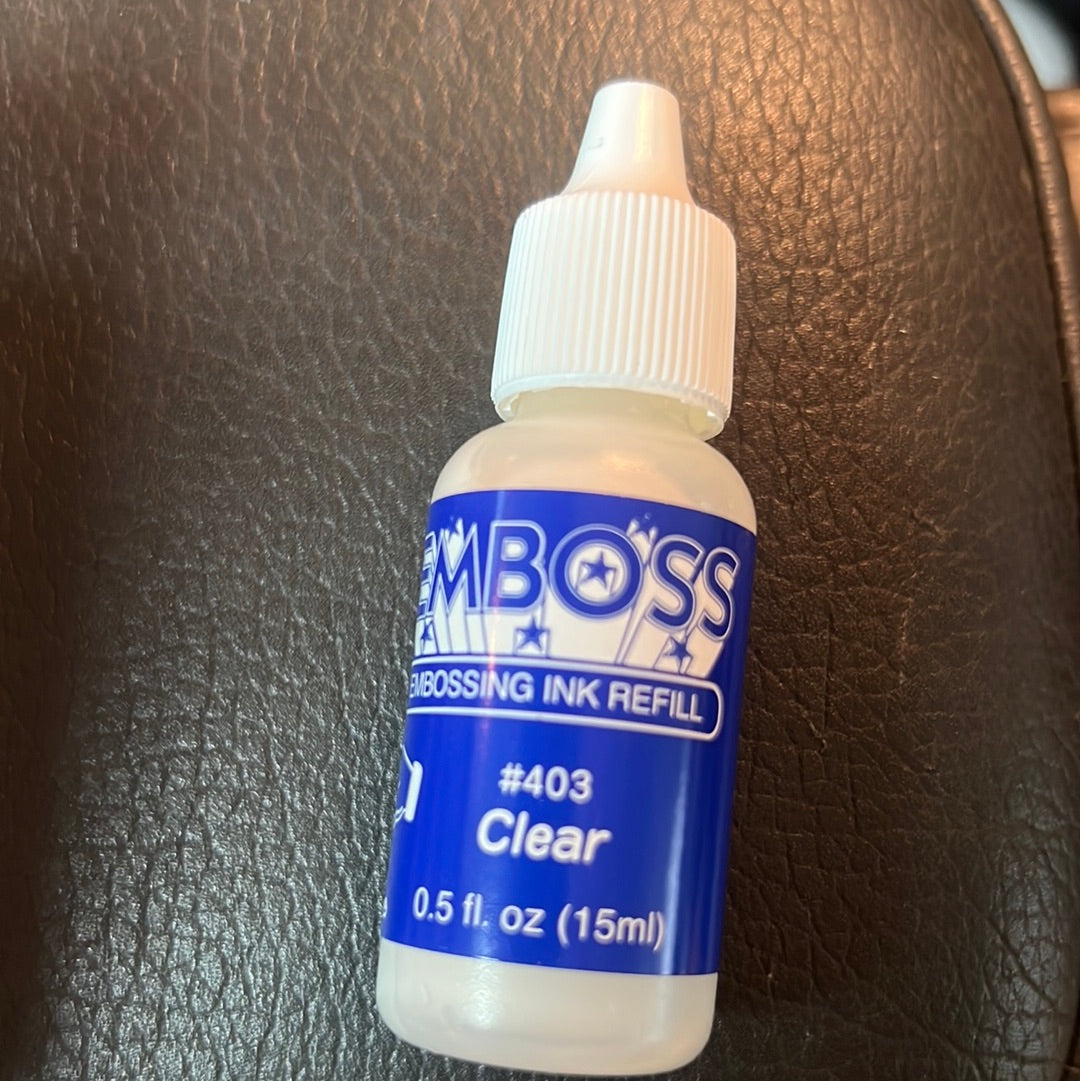 EMBOSS
EMBOSSING INK REFILL
#403
Clear
0.5 fl. oz (15ml)